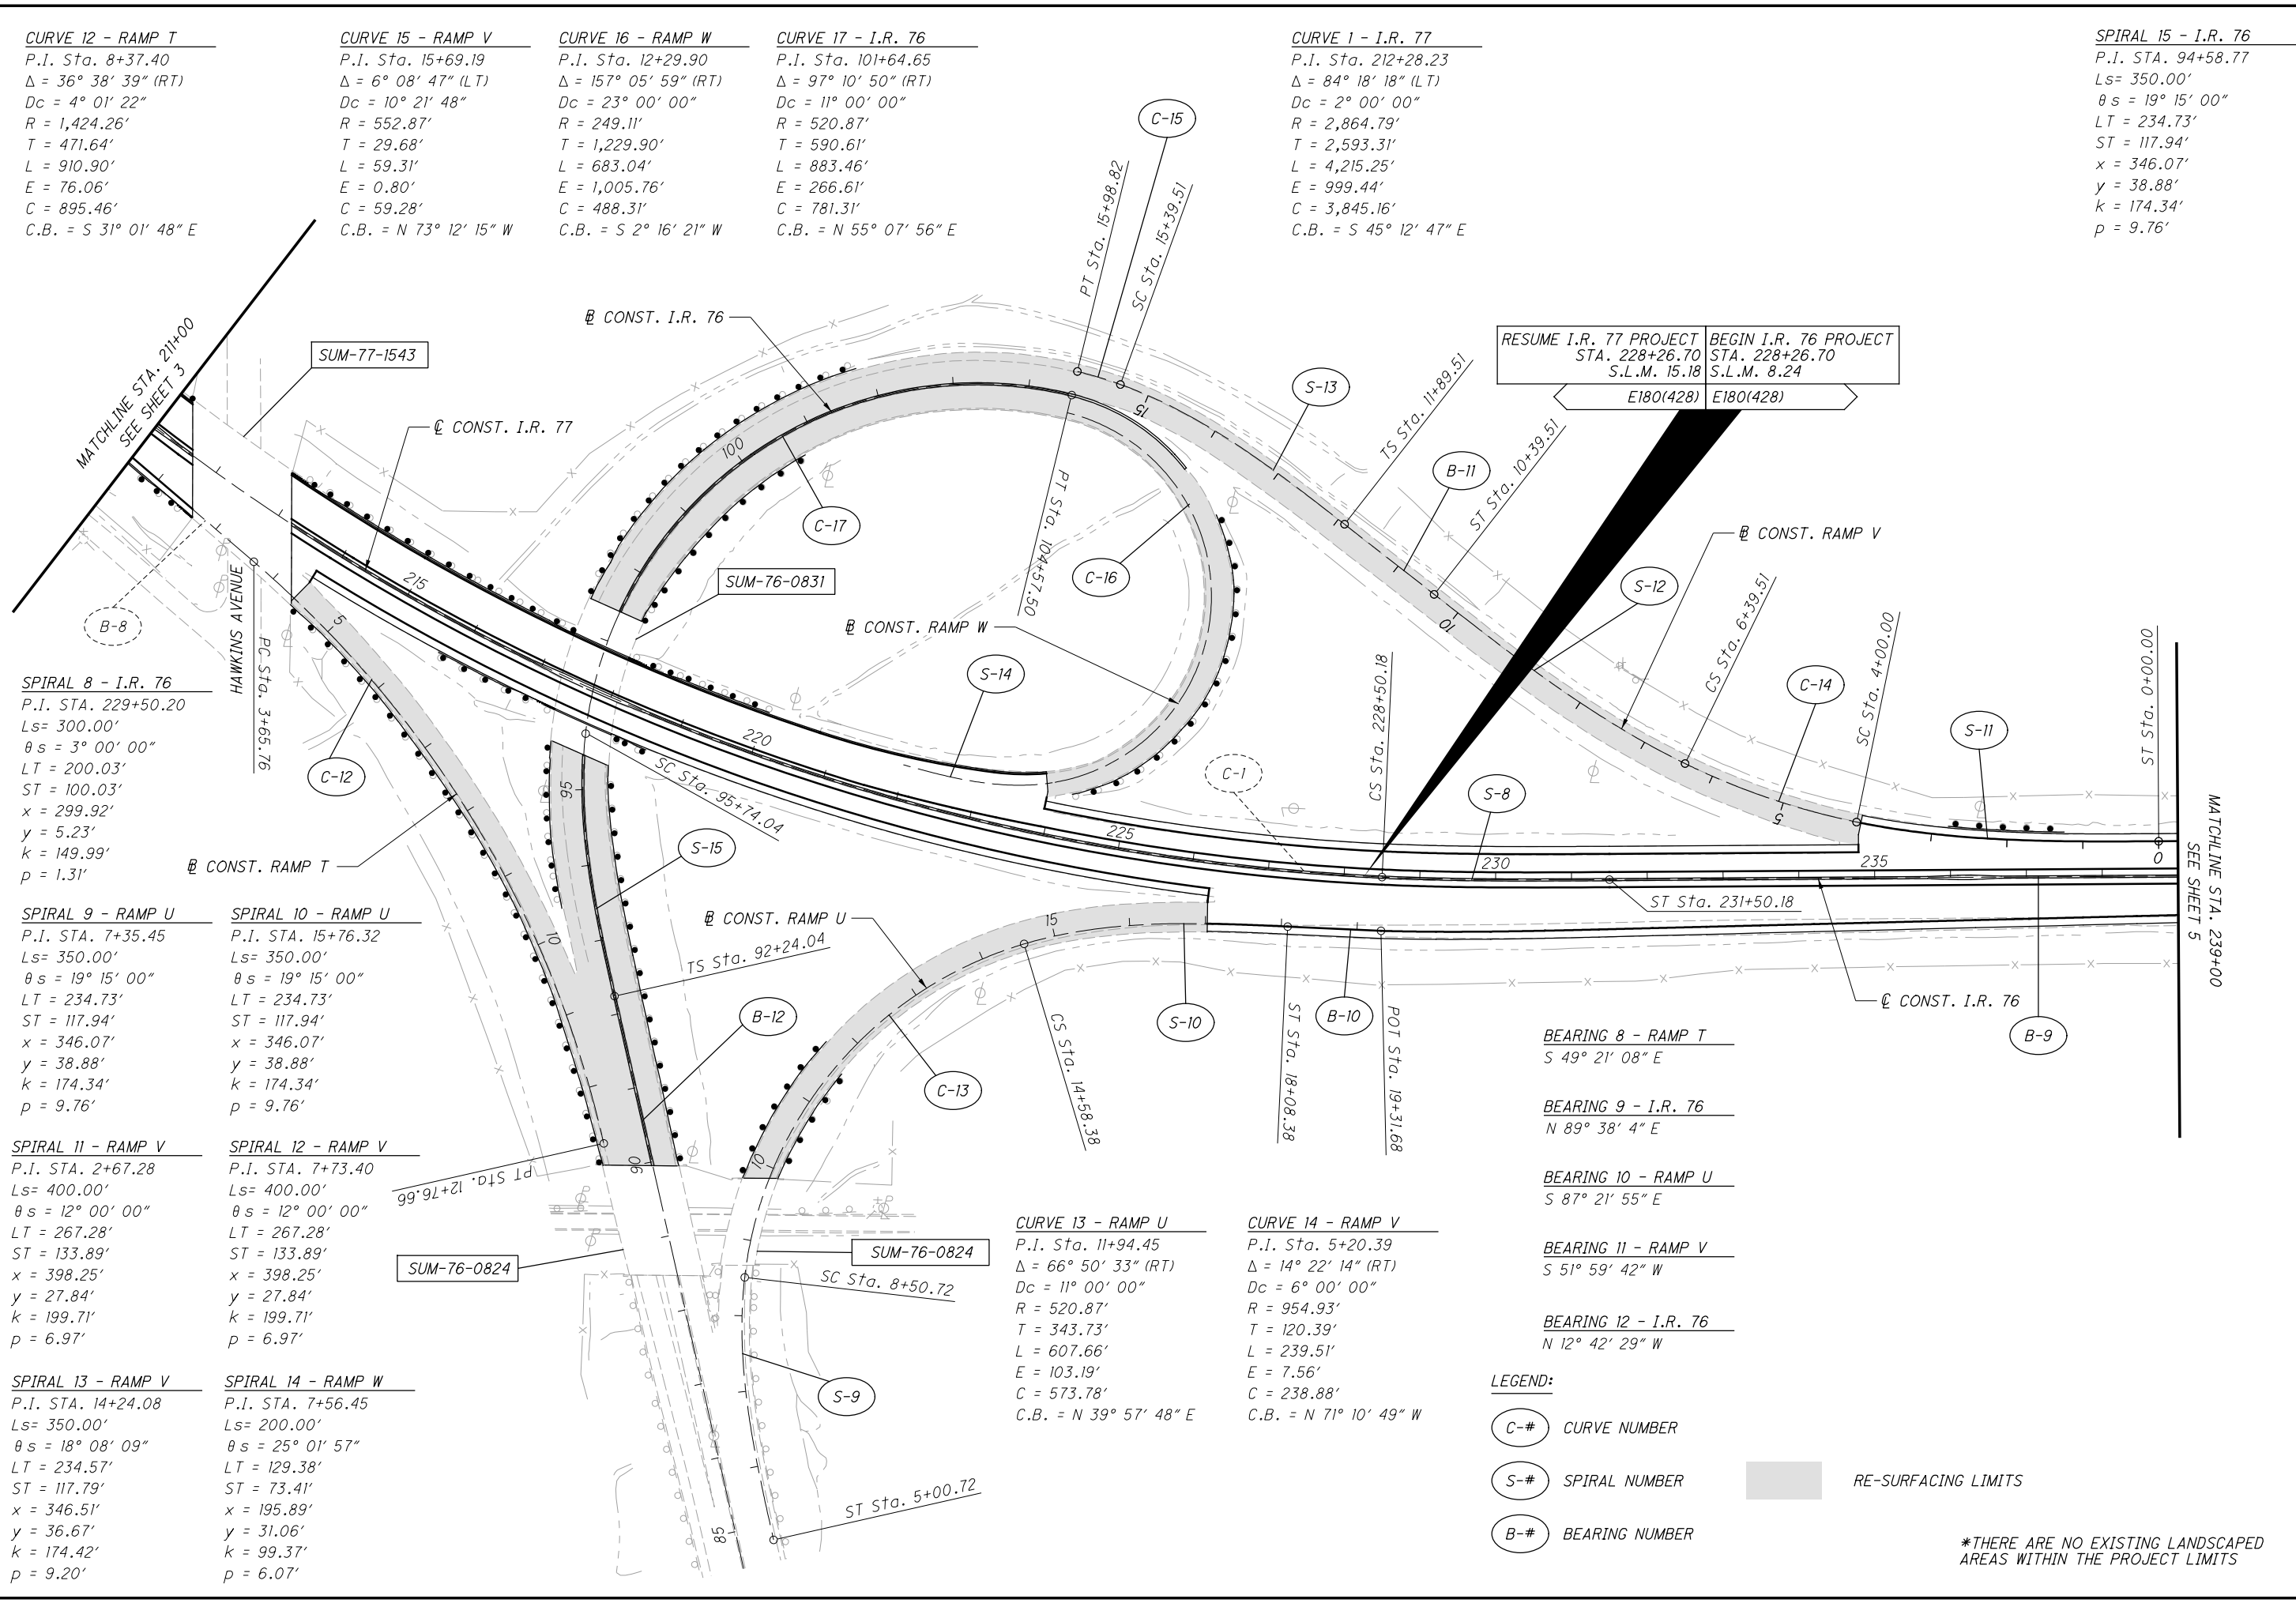 CURVE 12 - RAMP T
P.I. Sta. 8+37.40
Δ = 36° 38′ 39″ (RT)
Dc = 4° 01′ 22″
R = 1,424.26′
T = 471.64′
L = 910.90′
E = 76.06′
C = 895.46′
C.B. = S 31° 01′ 48″ E
CURVE 15 - RAMP V
P.I. Sta. 15+69.19
Δ = 6° 08′ 47″ (LT)
Dc = 10° 21′ 48″
R = 552.87′
T = 29.68′
L = 59.31′
E = 0.80′
C = 59.28′
C.B. = N 73° 12′ 15″ W
CURVE 16 - RAMP W
P.I. Sta. 12+29.90
Δ = 157° 05′ 59″ (RT)
Dc = 23° 00′ 00″
R = 249.11′
T = 1,229.90′
L = 683.04′
E = 1,005.76′
C = 488.31′
C.B. = S 2° 16′ 21″ W
CURVE 17 - I.R. 76
P.I. Sta. 101+64.65
Δ = 97° 10′ 50″ (RT)
Dc = 11° 00′ 00″
R = 520.87′
T = 590.61′
L = 883.46′
E = 266.61′
C = 781.31′
C.B. = N 55° 07′ 56″ E
CURVE 1 - I.R. 77
P.I. Sta. 212+28.23
Δ = 84° 18′ 18″ (LT)
Dc = 2° 00′ 00″
R = 2,864.79′
T = 2,593.31′
L = 4,215.25′
E = 999.44′
C = 3,845.16′
C.B. = S 45° 12′ 47″ E
SPIRAL 15 - I.R. 76
P.I. STA. 94+58.77
Ls= 350.00′
θs = 19° 15′ 00″
LT = 234.73′
ST = 117.94′
x = 346.07′
y = 38.88′
k = 174.34′
p = 9.76′
C-15
PT Sta. 15+98.82
SC Sta. 15+39.51
MATCHLINE STA. 211+00
SEE SHEET 3
SUM-77-1543
℄ CONST. I.R. 77
B CONST. I.R. 76
100
C-17
15
S-13
TS Sta. 11+89.51
B-11
ST Sta. 10+39.51
RESUME I.R. 77 PROJECT
STA. 228+26.70
S.L.M. 15.18
E180(428)
BEGIN I.R. 76 PROJECT
STA. 228+26.70
S.L.M. 8.24
E180(428)
B CONST. RAMP V
PT Sta. 104+57.50
C-16
SUM-76-0831
B CONST. RAMP W
S-14
215
B-8
HAWKINS AVENUE
PC Sta. 3+65.76
5
C-12
10
S-12
CS Sta. 6+39.51
C-14
SC Sta. 4+00.00
5
S-11
ST Sta. 0+00.00
0
MATCHLINE STA. 239+00
SEE SHEET 5
220
SC Sta. 95+74.04
95
S-15
225
C-1
CS Sta. 228+50.18
S-8
230
235
ST Sta. 231+50.18
℄ CONST. I.R. 76
B-9
SPIRAL 8 - I.R. 76
P.I. STA. 229+50.20
Ls= 300.00′
θs = 3° 00′ 00″
LT = 200.03′
ST = 100.03′
x = 299.92′
y = 5.23′
k = 149.99′
p = 1.31′
B CONST. RAMP T
10
B CONST. RAMP U
TS Sta. 92+24.04
B-12
15
C-13
CS Sta. 14+58.38
S-10
ST Sta. 18+08.38
B-10
POT Sta. 19+31.68
SPIRAL 9 - RAMP U
P.I. STA. 7+35.45
Ls= 350.00′
θs = 19° 15′ 00″
LT = 234.73′
ST = 117.94′
x = 346.07′
y = 38.88′
k = 174.34′
p = 9.76′
SPIRAL 10 - RAMP U
P.I. STA. 15+76.32
Ls= 350.00′
θs = 19° 15′ 00″
LT = 234.73′
ST = 117.94′
x = 346.07′
y = 38.88′
k = 174.34′
p = 9.76′
SPIRAL 11 - RAMP V
P.I. STA. 2+67.28
Ls= 400.00′
θs = 12° 00′ 00″
LT = 267.28′
ST = 133.89′
x = 398.25′
y = 27.84′
k = 199.71′
p = 6.97′
SPIRAL 12 - RAMP V
P.I. STA. 7+73.40
Ls= 400.00′
θs = 12° 00′ 00″
LT = 267.28′
ST = 133.89′
x = 398.25′
y = 27.84′
k = 199.71′
p = 6.97′
SPIRAL 13 - RAMP V
P.I. STA. 14+24.08
Ls= 350.00′
θs = 18° 08′ 09″
LT = 234.57′
ST = 117.79′
x = 346.51′
y = 36.67′
k = 174.42′
p = 9.20′
SPIRAL 14 - RAMP W
P.I. STA. 7+56.45
Ls= 200.00′
θs = 25° 01′ 57″
LT = 129.38′
ST = 73.41′
x = 195.89′
y = 31.06′
k = 99.37′
p = 6.07′
PT Sta. 12+76.66
90
10
SUM-76-0824
SUM-76-0824
SC Sta. 8+50.72
S-9
ST Sta. 5+00.72
85
CURVE 13 - RAMP U
P.I. Sta. 11+94.45
Δ = 66° 50′ 33″ (RT)
Dc = 11° 00′ 00″
R = 520.87′
T = 343.73′
L = 607.66′
E = 103.19′
C = 573.78′
C.B. = N 39° 57′ 48″ E
CURVE 14 - RAMP V
P.I. Sta. 5+20.39
Δ = 14° 22′ 14″ (RT)
Dc = 6° 00′ 00″
R = 954.93′
T = 120.39′
L = 239.51′
E = 7.56′
C = 238.88′
C.B. = N 71° 10′ 49″ W
BEARING 8 - RAMP T
S 49° 21′ 08″ E
BEARING 9 - I.R. 76
N 89° 38′ 4″ E
BEARING 10 - RAMP U
S 87° 21′ 55″ E
BEARING 11 - RAMP V
S 51° 59′ 42″ W
BEARING 12 - I.R. 76
N 12° 42′ 29″ W
LEGEND:
C-# CURVE NUMBER
S-# SPIRAL NUMBER
B-# BEARING NUMBER
RE-SURFACING LIMITS
*THERE ARE NO EXISTING LANDSCAPED
AREAS WITHIN THE PROJECT LIMITS